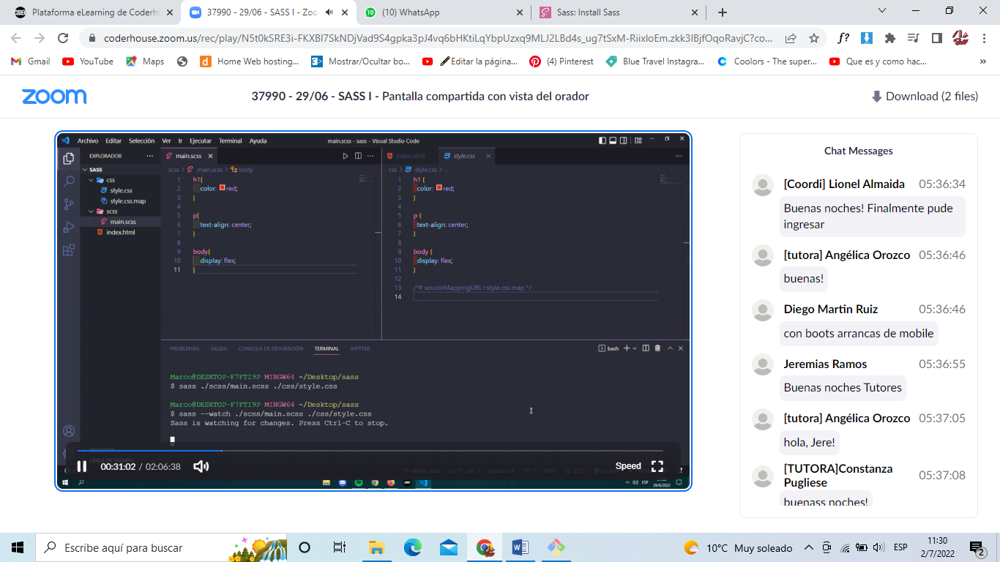 Plataforma eLearning de Coderh
37990 - 29/06 - SASS I - Zoo
(10) WhatsApp
Sass: Install Sass
coderhouse.zoom.us/rec/play/N5t0kSRE3i-FKXBl7SkNDjVad9S4gpka3pJ4vq6bHKtiLqYbpUzxq9MLJ2LBd4s_ug7tSxM-RiixIoEm.zkk3IBjfOqoRavjC?co...
Gmail
YouTube
Maps
Home Web hosting...
Mostrar/Ocultar bo...
Editar la página...
(4) Pinterest
Blue Travel Instagra...
Coolors - The super...
Que es y como hac...
zoom
37990 - 29/06 - SASS I - Pantalla compartida con vista del orador
Download (2 files)
Archivo Editar Selección Ver Ir Ejecutar Terminal Ayuda
main.scss - sass - Visual Studio Code
EXPLORADOR
SASS
css
style.css
style.css.map
scss
main.scss
index.html
main.scss
scss > main.scss > body
1 h1{
2 color: red;
3 }
4
5 p{
6 text-align: center;
7 }
8
9 body{
10 display: flex;
11 }
index.html
style.css
css > style.css > ...
1 h1 {
2 color: red;
3 }
4
5 p {
6 text-align: center;
7 }
8
9 body {
10 display: flex;
11 }
12
13 /*# sourceMappingURL=style.css.map */
14
PROBLEMAS SALIDA CONSOLA DE DEPURACIÓN TERMINAL JUPYTER
bash
Marco@DESKTOP-F7FTI9P MINGW64 ~/Desktop/sass
$ sass ./scss/main.scss ./css/style.css
Marco@DESKTOP-F7FTI9P MINGW64 ~/Desktop/sass
$ sass --watch ./scss/main.scss ./css/style.css
Sass is watching for changes. Press Ctrl-C to stop.
ESQUEMA
LÍNEA DE TIEMPO
00:31:02 / 02:06:38
Speed
ESP
29/6/2022
Chat Messages
[Coordi] Lionel Almaida 05:36:34
Buenas noches! Finalmente pude
ingresar
[tutora] Angélica Orozco 05:36:46
buenas!
Diego Martin Ruiz 05:36:46
con boots arrancas de mobile
Jeremias Ramos 05:36:55
Buenas noches Tutores
[tutora] Angélica Orozco 05:37:05
hola, Jere!
[TUTORA]Constanza
Pugliese 05:37:08
buenass noches!
Escribe aquí para buscar
10°C Muy soleado
ESP
11:30
2/7/2022
2